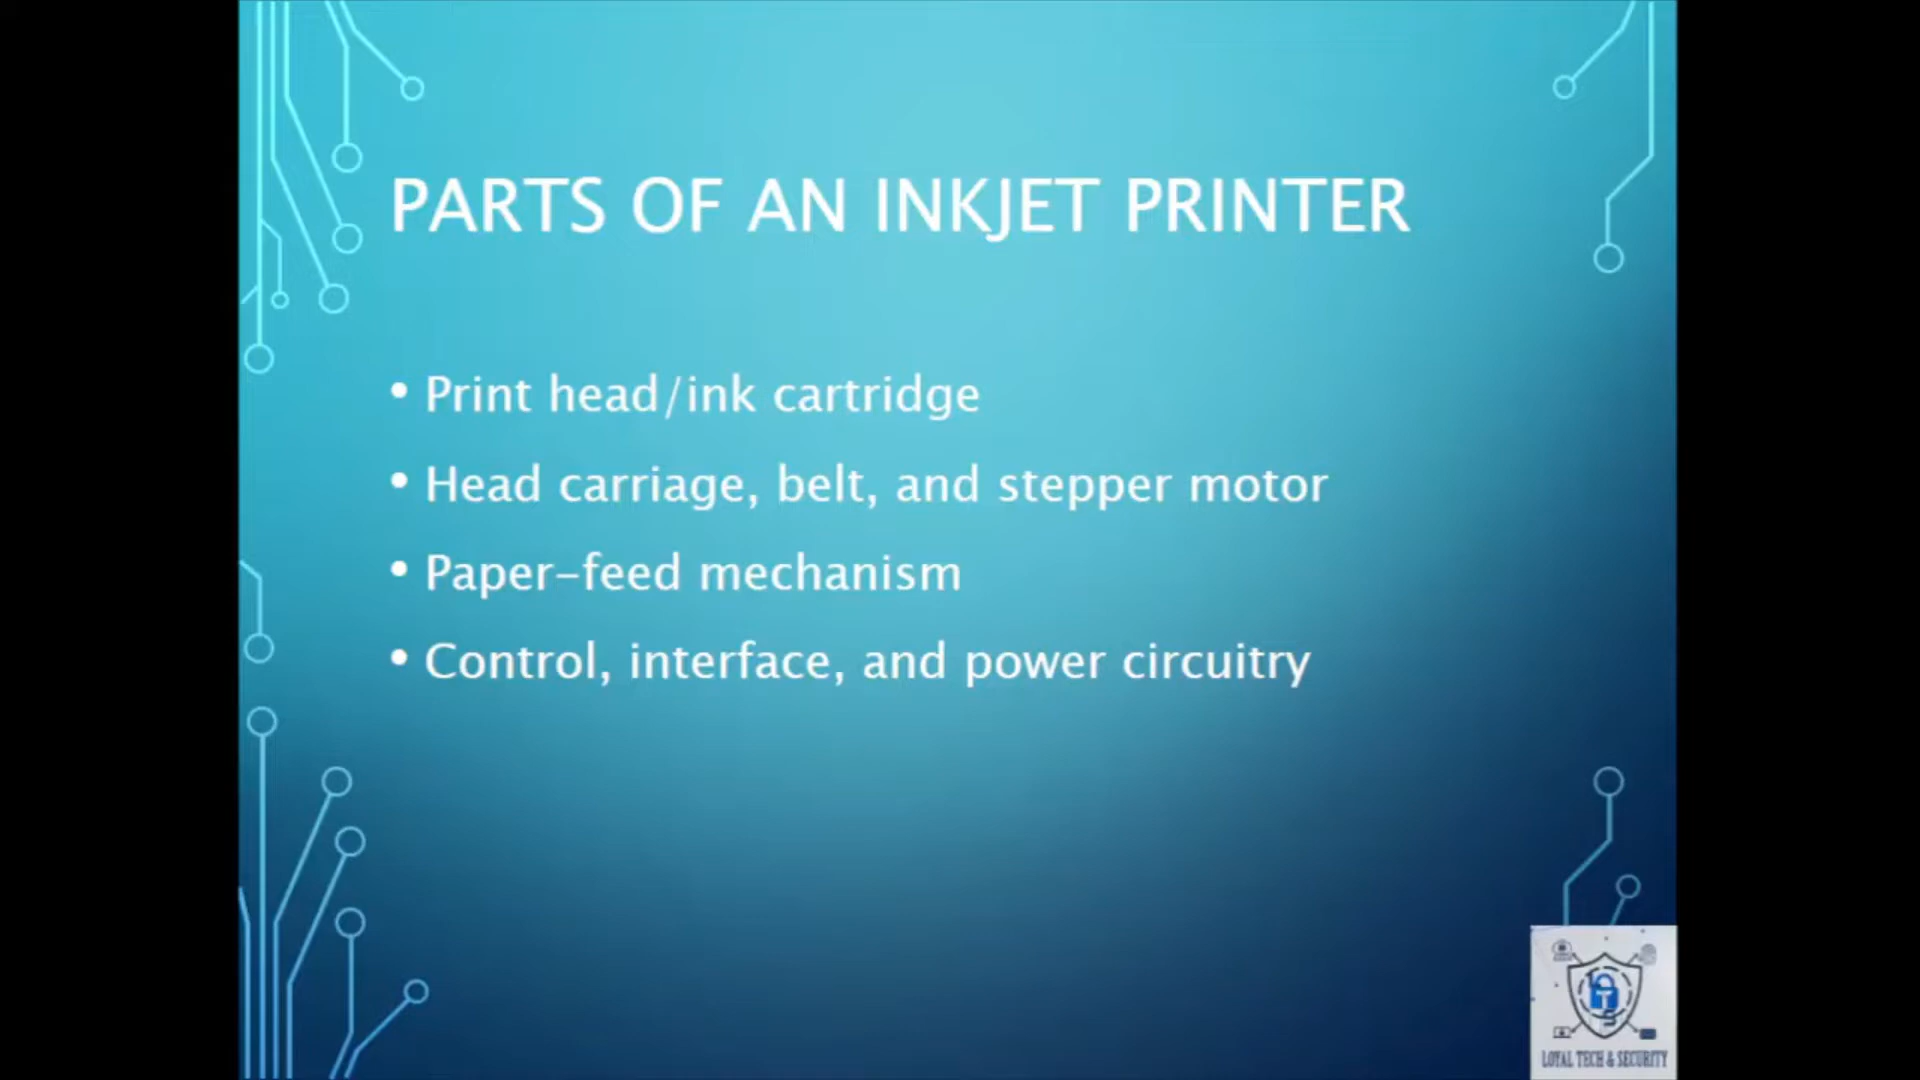 PARTS OF AN INKJET PRINTER
• Print head/ink cartridge
• Head carriage, belt, and stepper motor
• Paper-feed mechanism
• Control, interface, and power circuitry
LOYAL TECH & SECURITY